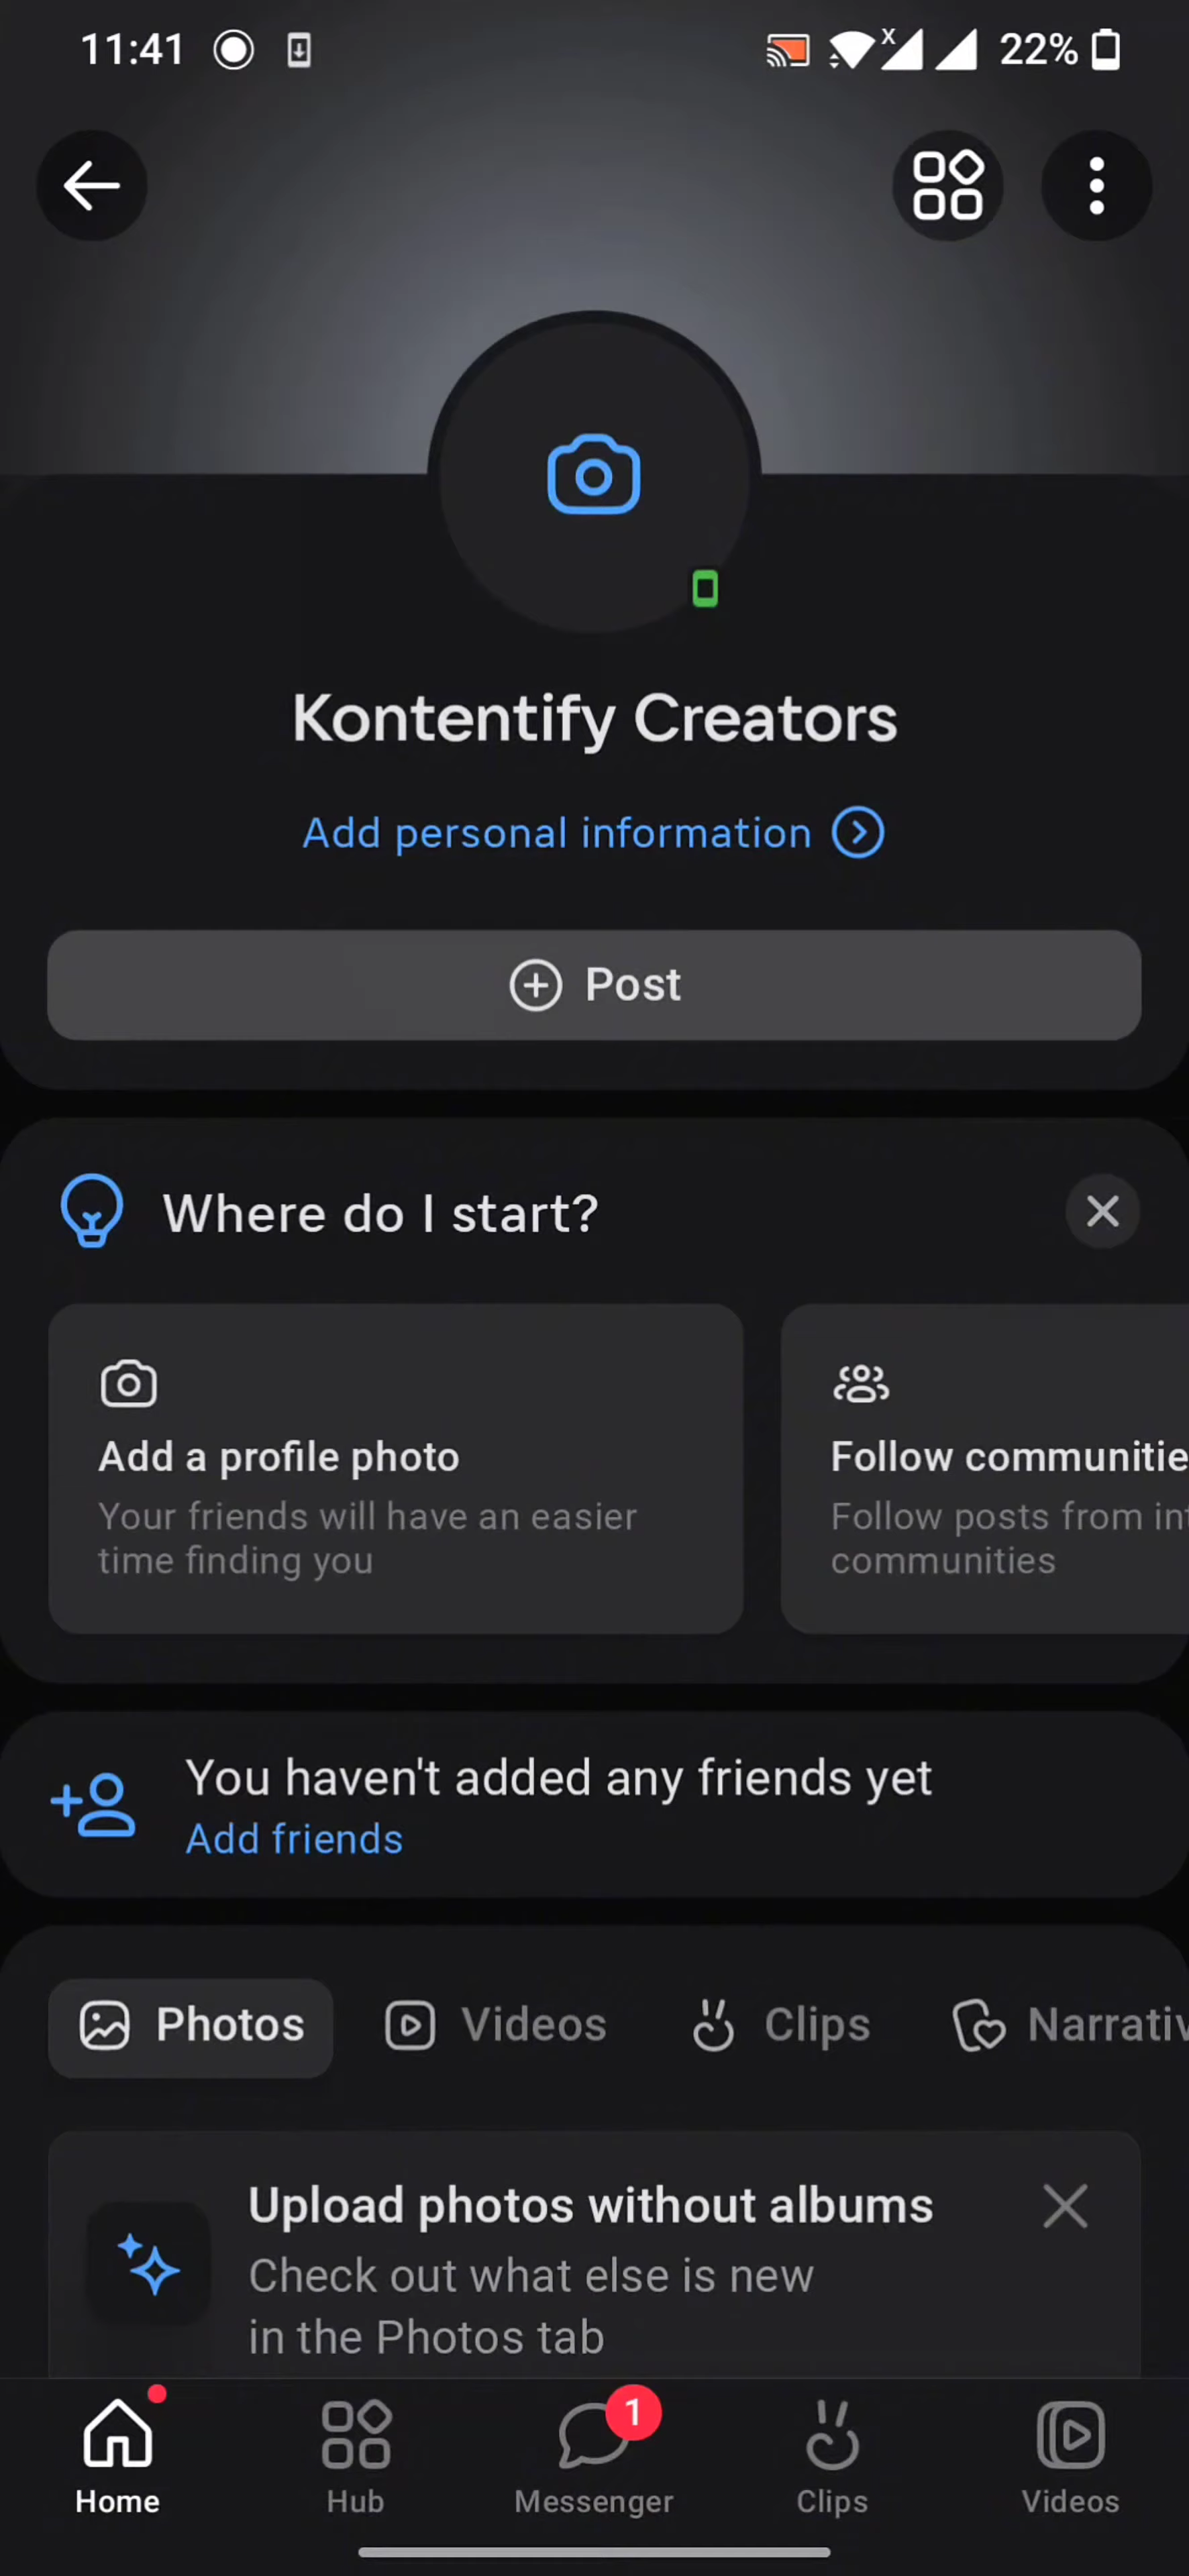 11:41
22%
Kontentify Creators
Add personal information
Post
Where do I start?
Add a profile photo
Your friends will have an easier
time finding you
Follow communitie
Follow posts from int
communities
You haven't added any friends yet
Add friends
Photos
Videos
Clips
Narrativ
Upload photos without albums
Check out what else is new
in the Photos tab
1
Home
Hub
Messenger
Clips
Videos